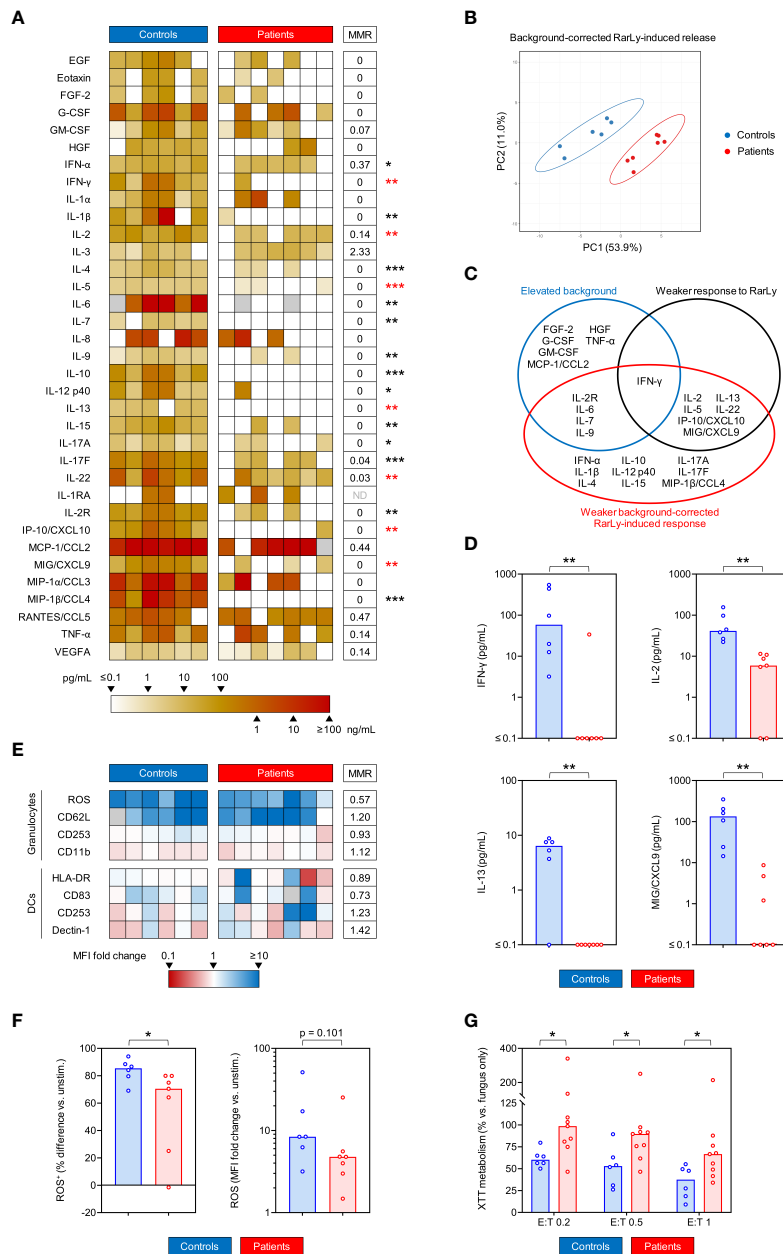 A
Controls
Patients
MMR
EGF
0
Eotaxin
0
FGF-2
0
G-CSF
0
GM-CSF
0.07
HGF
0
IFN-α
0.37
*
IFN-γ
0
**
IL-1α
0
IL-1β
0
**
IL-2
0.14
**
IL-3
2.33
IL-4
0
***
IL-5
0
***
IL-6
0
**
IL-7
0
**
IL-8
0
IL-9
0
**
IL-10
0
***
IL-12 p40
0
*
IL-13
0
**
IL-15
0
**
IL-17A
0
*
IL-17F
0.04
***
IL-22
0.03
**
IL-1RA
ND
IL-2R
0
**
IP-10/CXCL10
0
**
MCP-1/CCL2
0.44
MIG/CXCL9
0
**
MIP-1α/CCL3
0
MIP-1β/CCL4
0
***
RANTES/CCL5
0.47
TNF-α
0.14
VEGFA
0.14
pg/mL
≤0.1
1
10
100
1
10
≥100
ng/mL
B
Background-corrected RarLy-induced release
PC2 (11.0%)
10
5
0
-5
-10
-10
-5
0
5
PC1 (53.9%)
Controls
Patients
C
Elevated background
Weaker response to RarLy
FGF-2
HGF
G-CSF
TNF-α
GM-CSF
MCP-1/CCL2
IFN-γ
IL-2R
IL-6
IL-7
IL-9
IL-2
IL-13
IL-5
IL-22
IP-10/CXCL10
MIG/CXCL9
IFN-α
IL-10
IL-17A
IL-1β
IL-12 p40
IL-17F
IL-4
IL-15
MIP-1β/CCL4
Weaker background-corrected
RarLy-induced response
D
IFN-γ (pg/mL)
1000
100
10
1
≤ 0.1
**
IL-2 (pg/mL)
1000
100
10
1
≤ 0.1
**
IL-13 (pg/mL)
100
10
1
≤ 0.1
**
MIG/CXCL9 (pg/mL)
1000
100
10
1
≤ 0.1
**
Controls
Patients
E
Controls
Patients
MMR
Granulocytes
ROS
0.57
CD62L
1.20
CD253
0.93
CD11b
1.12
DCs
HLA-DR
0.89
CD83
0.73
CD253
1.23
Dectin-1
1.42
MFI fold change
0.1
1
≥10
F
ROS⁺ (% difference vs. unstim.)
100
80
60
40
20
0
-20
*
ROS (MFI fold change vs. unstim.)
100
10
1
p = 0.101
Controls
Patients
G
XTT metabolism (% vs. fungus only)
400
200
125
100
75
50
25
0
*
*
*
E:T 0.2
E:T 0.5
E:T 1
Controls
Patients